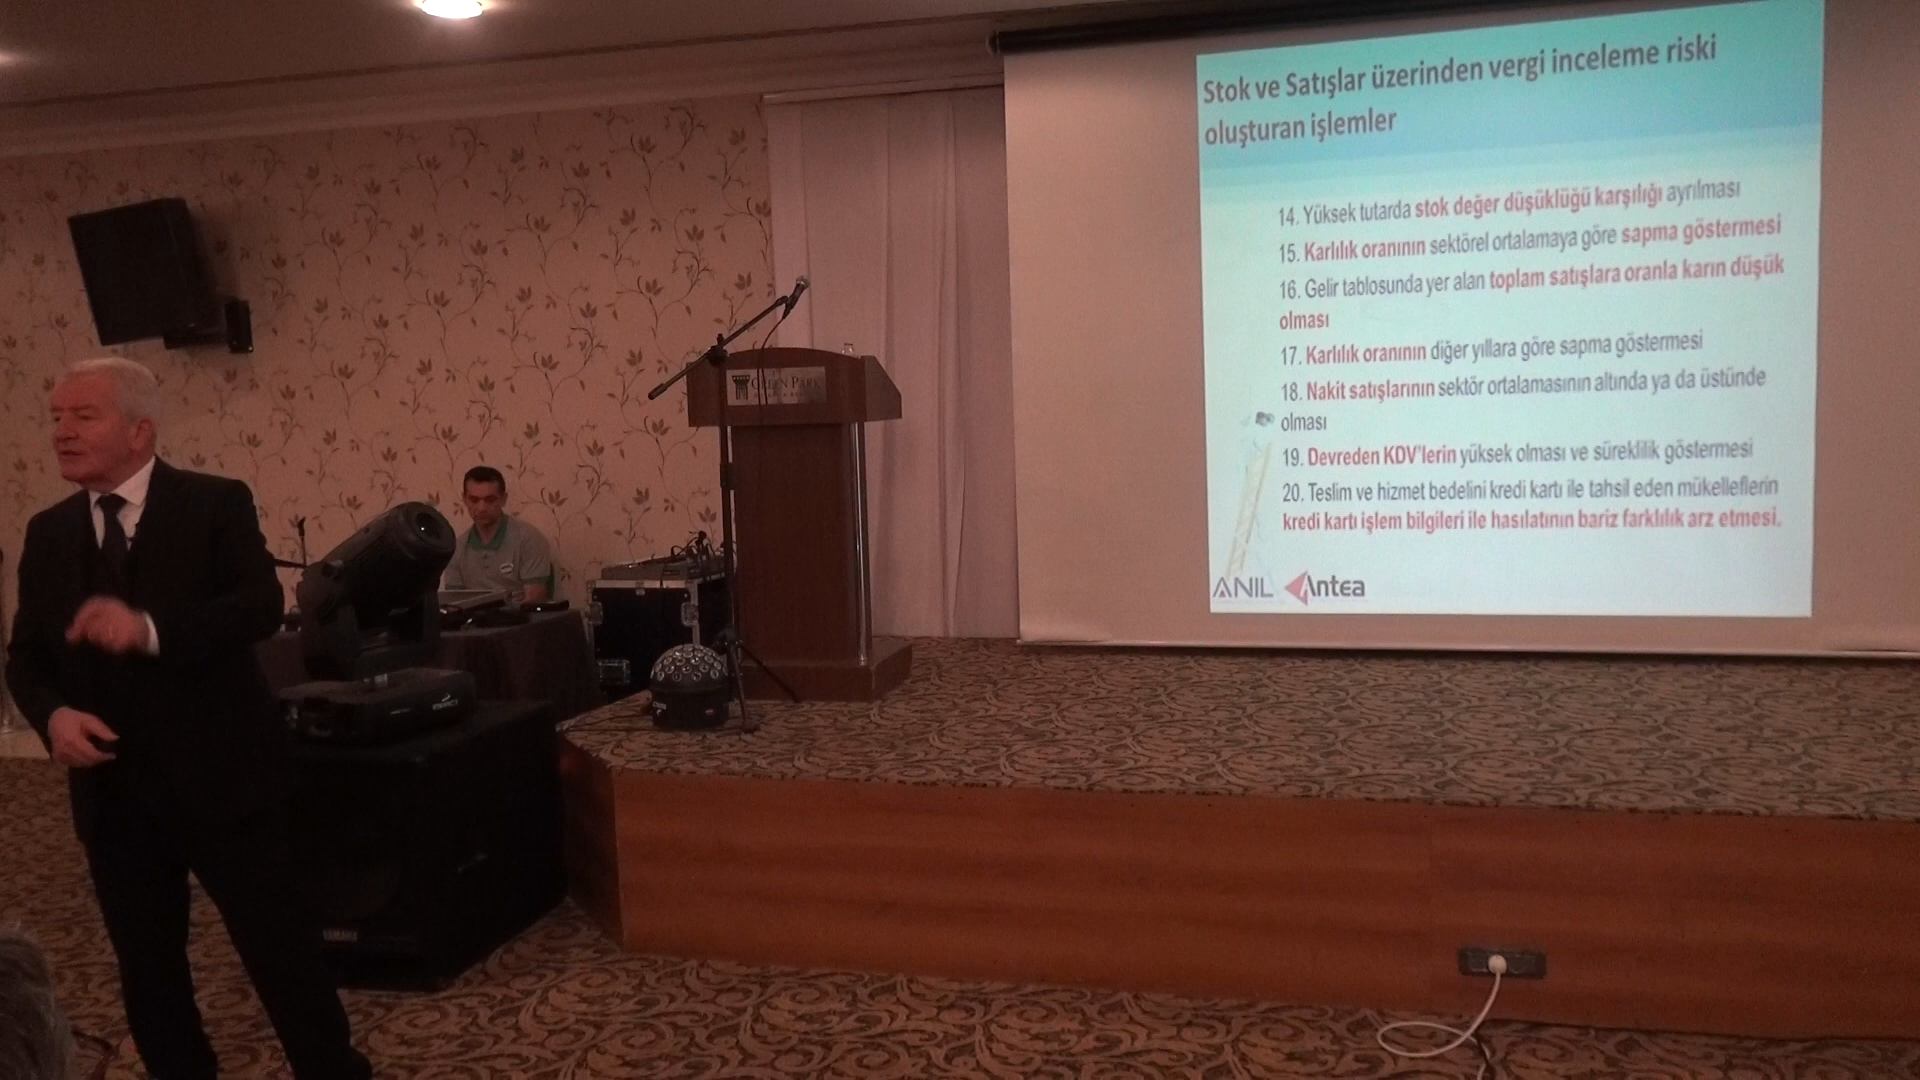 Stok ve Satışlar üzerinden vergi inceleme riski
oluşturan işlemler
14. Yüksek tutarda stok değer düşüklüğü karşılığı ayrılması
15. Karlılık oranının sektörel ortalamaya göre sapma göstermesi
16. Gelir tablosunda yer alan toplam satışlara oranla karın düşük
olması
17. Karlılık oranının diğer yıllara göre sapma göstermesi
18. Nakit satışlarının sektör ortalamasının altında ya da üstünde
olması
19. Devreden KDV'lerin yüksek olması ve süreklilik göstermesi
20. Teslim ve hizmet bedelini kredi kartı ile tahsil eden mükelleflerin
kredi kartı işlem bilgileri ile hasılatının bariz farklılık arz etmesi.
ANIL Antea
GREEN PARK